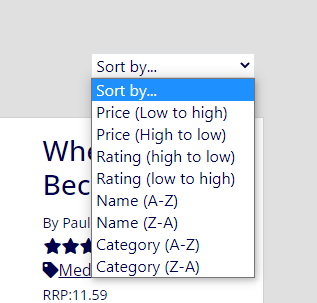 Sort by...
Sort by...
Price (Low to high)
Price (High to low)
Rating (high to low)
Rating (low to high)
Name (A-Z)
Name (Z-A)
Category (A-Z)
Category (Z-A)
By Paul
RRP:11.59